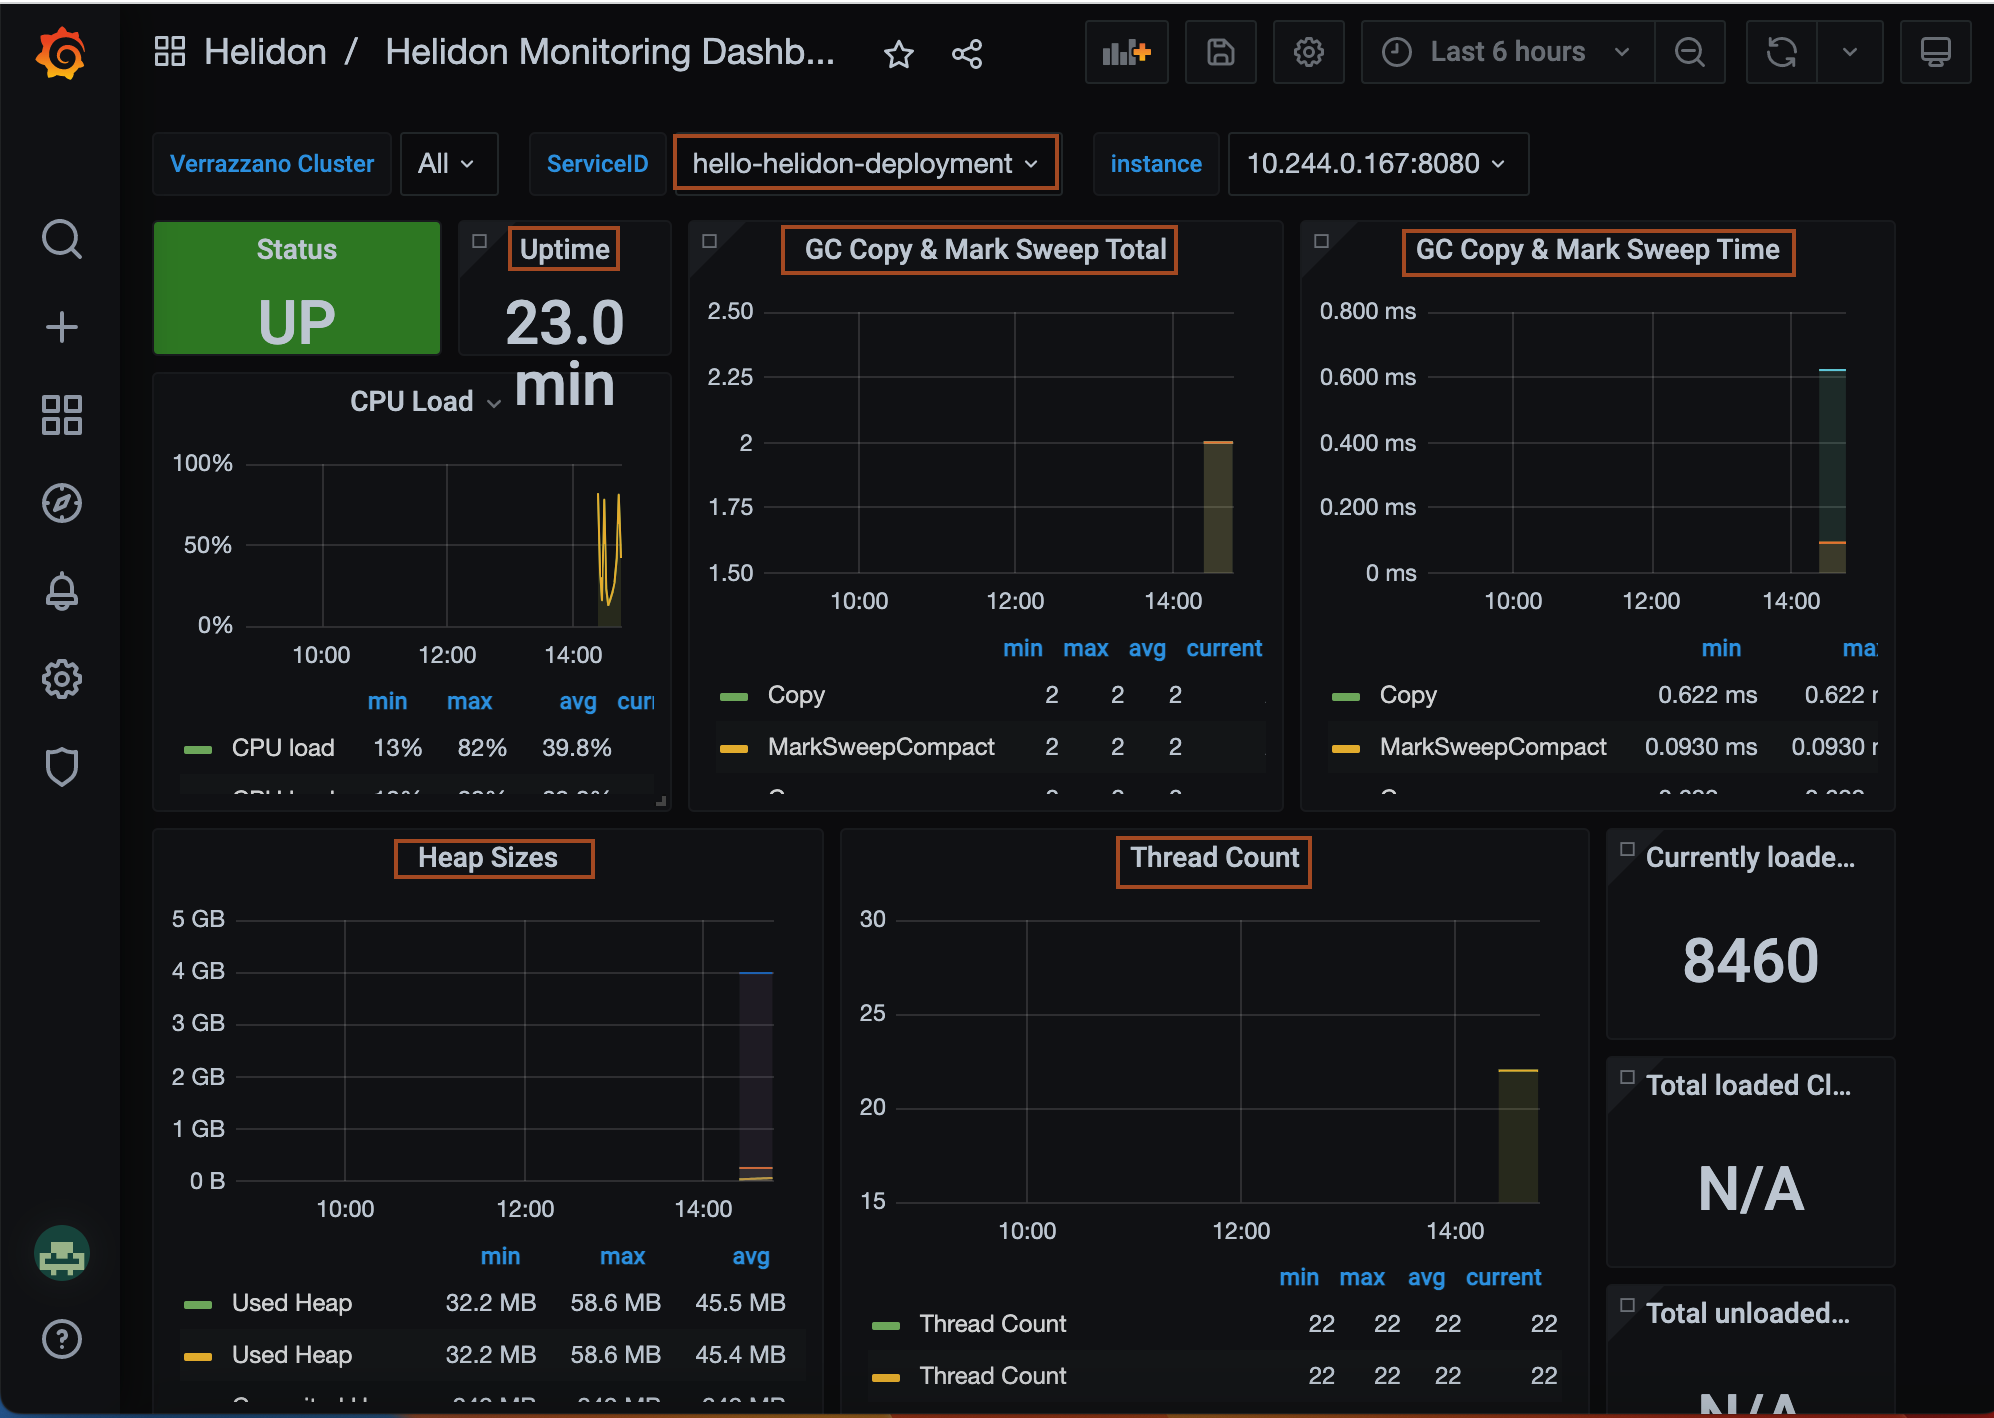 Helidon / Helidon Monitoring Dashb...
Last 6 hours
Verrazzano Cluster All ServiceID hello-helidon-deployment instance 10.244.0.167:8080
Status
UP
Uptime
23.0
min
CPU Load
100%
50%
0%
10:00 12:00 14:00
min max avg curr
CPU load 13% 82% 39.8%
GC Copy & Mark Sweep Total
2.50
2.25
2
1.75
1.50
10:00 12:00 14:00
min max avg current
Copy 2 2 2
MarkSweepCompact 2 2 2
GC Copy & Mark Sweep Time
0.800 ms
0.600 ms
0.400 ms
0.200 ms
0 ms
10:00 12:00 14:00
min max
Copy 0.622 ms 0.622
MarkSweepCompact 0.0930 ms 0.0930
Heap Sizes
5 GB
4 GB
3 GB
2 GB
1 GB
0 B
10:00 12:00 14:00
min max avg
Used Heap 32.2 MB 58.6 MB 45.5 MB
Used Heap 32.2 MB 58.6 MB 45.4 MB
Thread Count
30
25
20
15
10:00 12:00 14:00
min max avg current
Thread Count 22 22 22 22
Thread Count 22 22 22 22
Currently loade...
8460
Total loaded Cl...
N/A
Total unloaded...
N/A